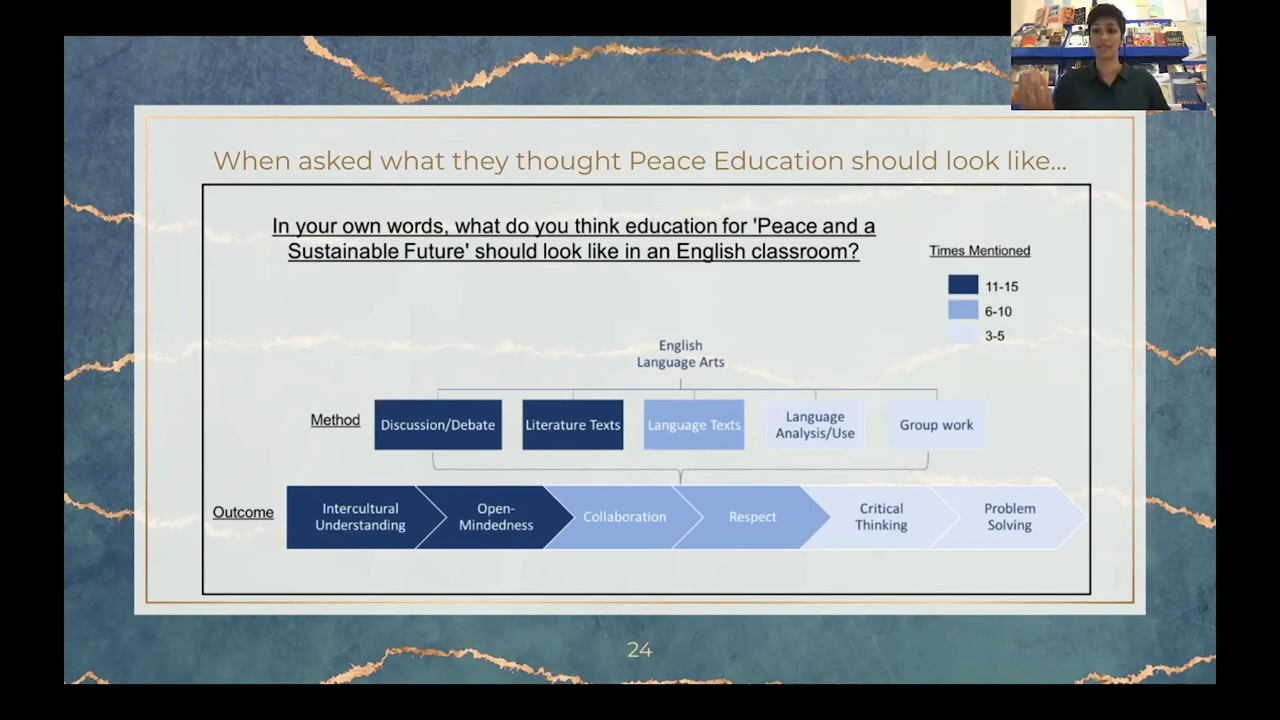 When asked what they thought Peace Education should look like...
In your own words, what do you think education for 'Peace and a
Sustainable Future' should look like in an English classroom?
Times Mentioned
11-15
6-10
3-5
English
Language Arts
Method
Discussion/Debate
Literature Texts
Language Texts
Language
Analysis/Use
Group work
Outcome
Intercultural
Understanding
Open-
Mindedness
Collaboration
Respect
Critical
Thinking
Problem
Solving
24